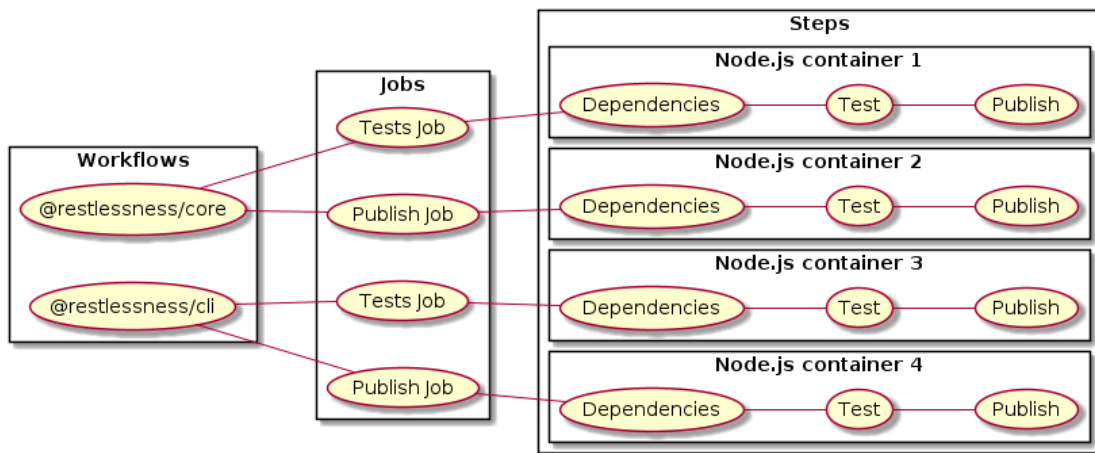 Workflows
@restlessness/core
@restlessness/cli
Jobs
Tests Job
Publish Job
Tests Job
Publish Job
Steps
Node.js container 1
Dependencies
Test
Publish
Node.js container 2
Dependencies
Test
Publish
Node.js container 3
Dependencies
Test
Publish
Node.js container 4
Dependencies
Test
Publish